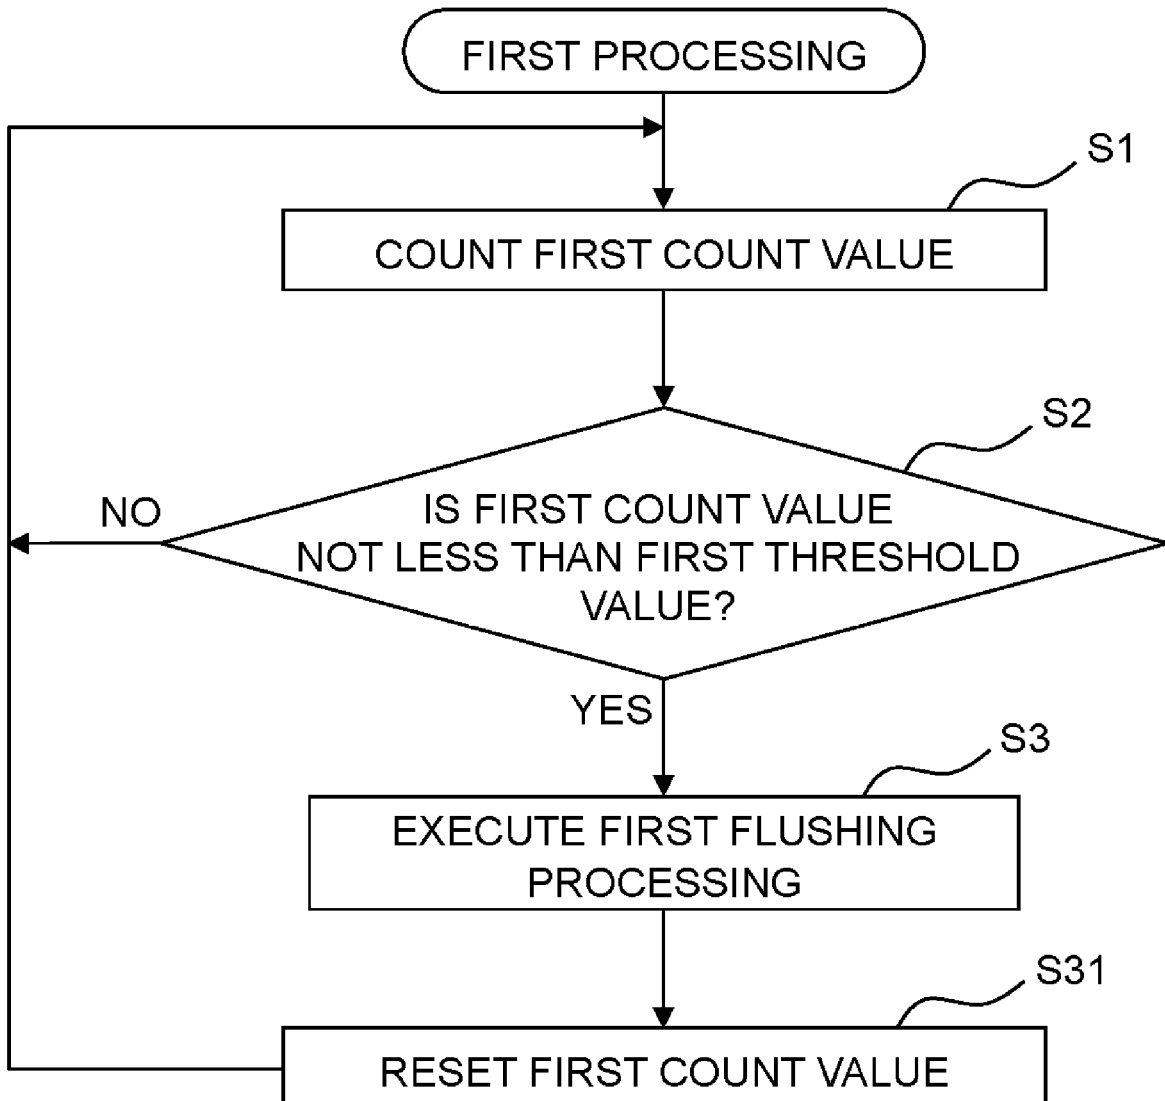 FIRST PROCESSING
S1
COUNT FIRST COUNT VALUE
S2
NO
IS FIRST COUNT VALUE
NOT LESS THAN FIRST THRESHOLD
VALUE?
YES
S3
EXECUTE FIRST FLUSHING
PROCESSING
S31
RESET FIRST COUNT VALUE